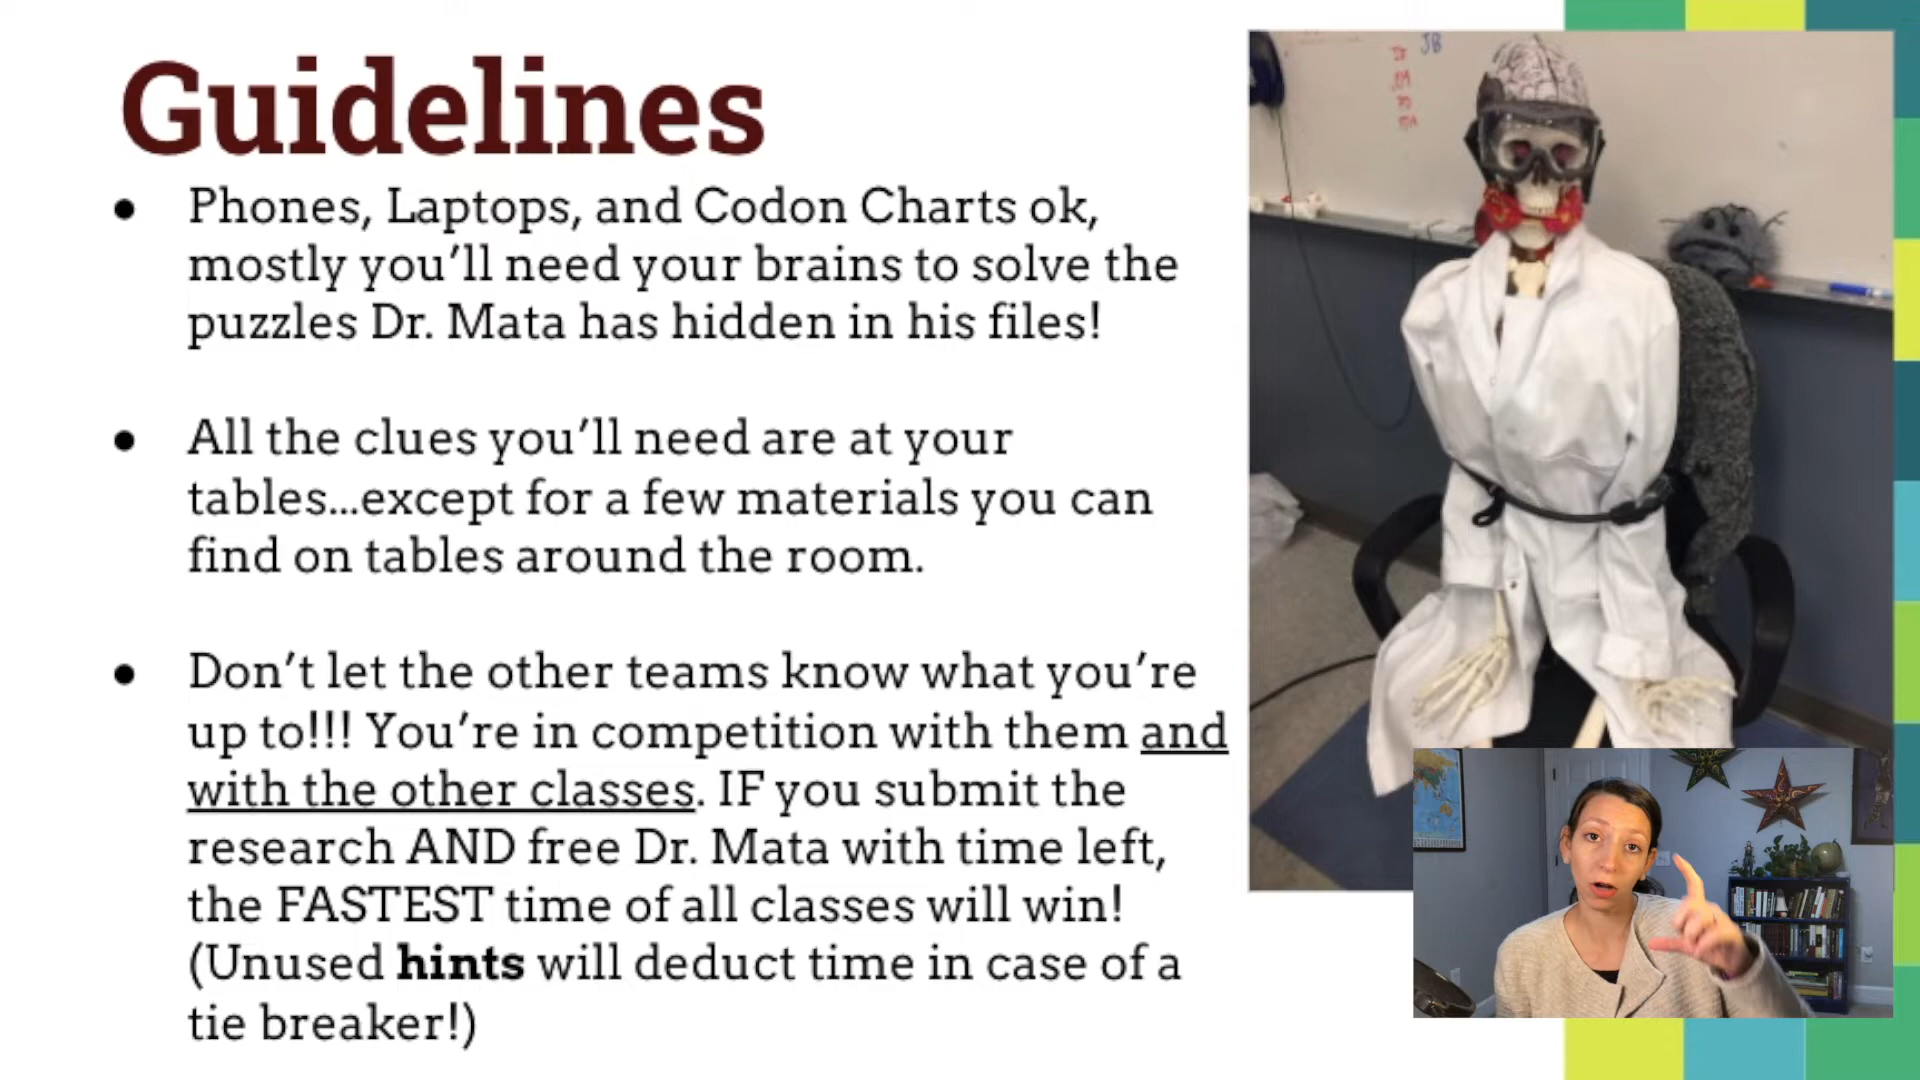 Guidelines
● Phones, Laptops, and Codon Charts ok,
mostly you’ll need your brains to solve the
puzzles Dr. Mata has hidden in his files!
● All the clues you’ll need are at your
tables...except for a few materials you can
find on tables around the room.
● Don’t let the other teams know what you’re
up to!!! You’re in competition with them and
with the other classes. IF you submit the
research AND free Dr. Mata with time left,
the FASTEST time of all classes will win!
(Unused hints will deduct time in case of a
tie breaker!)
JB